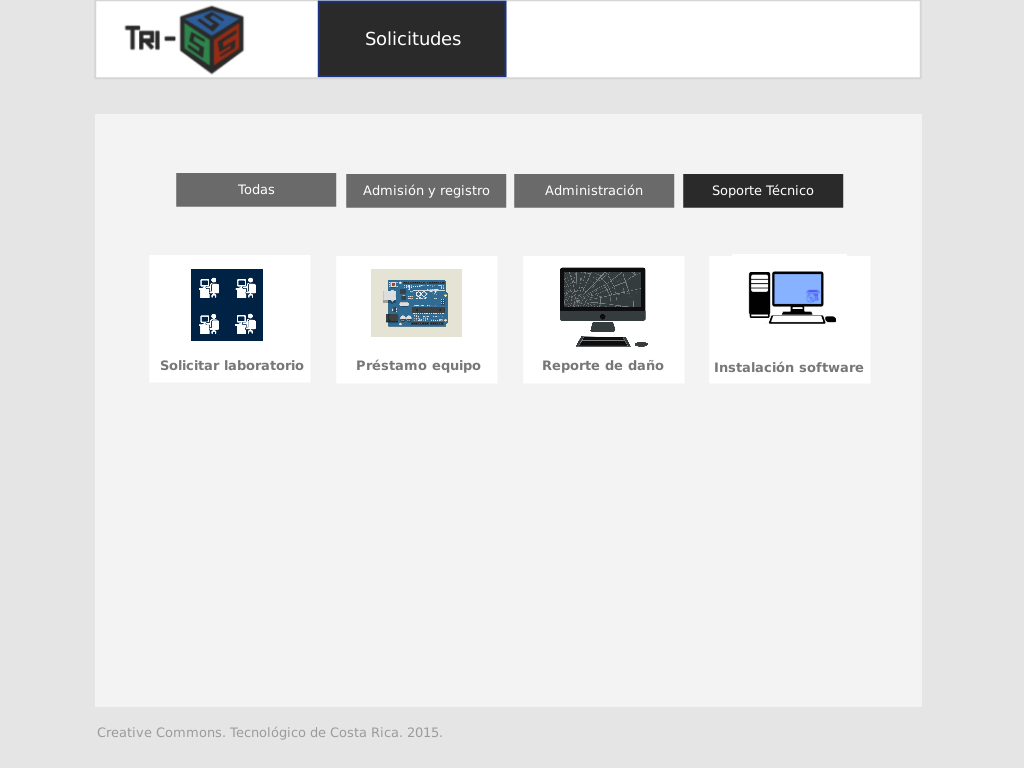 TRI-SSS
Solicitudes
Todas
Admisión y registro
Administración
Soporte Técnico
Solicitar laboratorio
Préstamo equipo
Reporte de daño
Instalación software
Creative Commons. Tecnológico de Costa Rica. 2015.